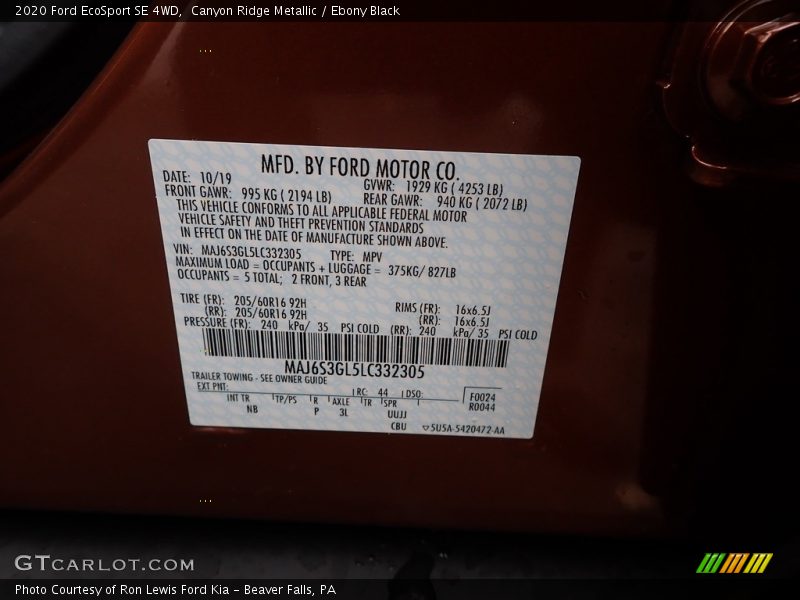 2020 Ford EcoSport SE 4WD, Canyon Ridge Metallic / Ebony Black
MFD. BY FORD MOTOR CO.
DATE: 10/19 GVWR: 1929 KG ( 4253 LB)
FRONT GAWR: 995 KG ( 2194 LB) REAR GAWR: 940 KG ( 2072 LB)
THIS VEHICLE CONFORMS TO ALL APPLICABLE FEDERAL MOTOR
VEHICLE SAFETY AND THEFT PREVENTION STANDARDS
IN EFFECT ON THE DATE OF MANUFACTURE SHOWN ABOVE.
VIN: MAJ6S3GL5LC332305 TYPE: MPV
MAXIMUM LOAD = OCCUPANTS + LUGGAGE = 375KG/ 827LB
OCCUPANTS = 5 TOTAL; 2 FRONT, 3 REAR
TIRE (FR): 205/60R16 92H RIMS (FR): 16x6.5J
(RR): 205/60R16 92H (RR): 16x6.5J
PRESSURE (FR): 240 kPa/ 35 PSI COLD (RR): 240 kPa/ 35 PSI COLD
MAJ6S3GL5LC332305
TRAILER TOWING - SEE OWNER GUIDE
EXT PNT: RC: 44 DSO: F0024
INT TR TP/PS R AXLE TR SPR R0044
NB P 3L UUJJ
CBU 5U5A-5420472-AA
GTCARLOT.COM
Photo Courtesy of Ron Lewis Ford Kia - Beaver Falls, PA